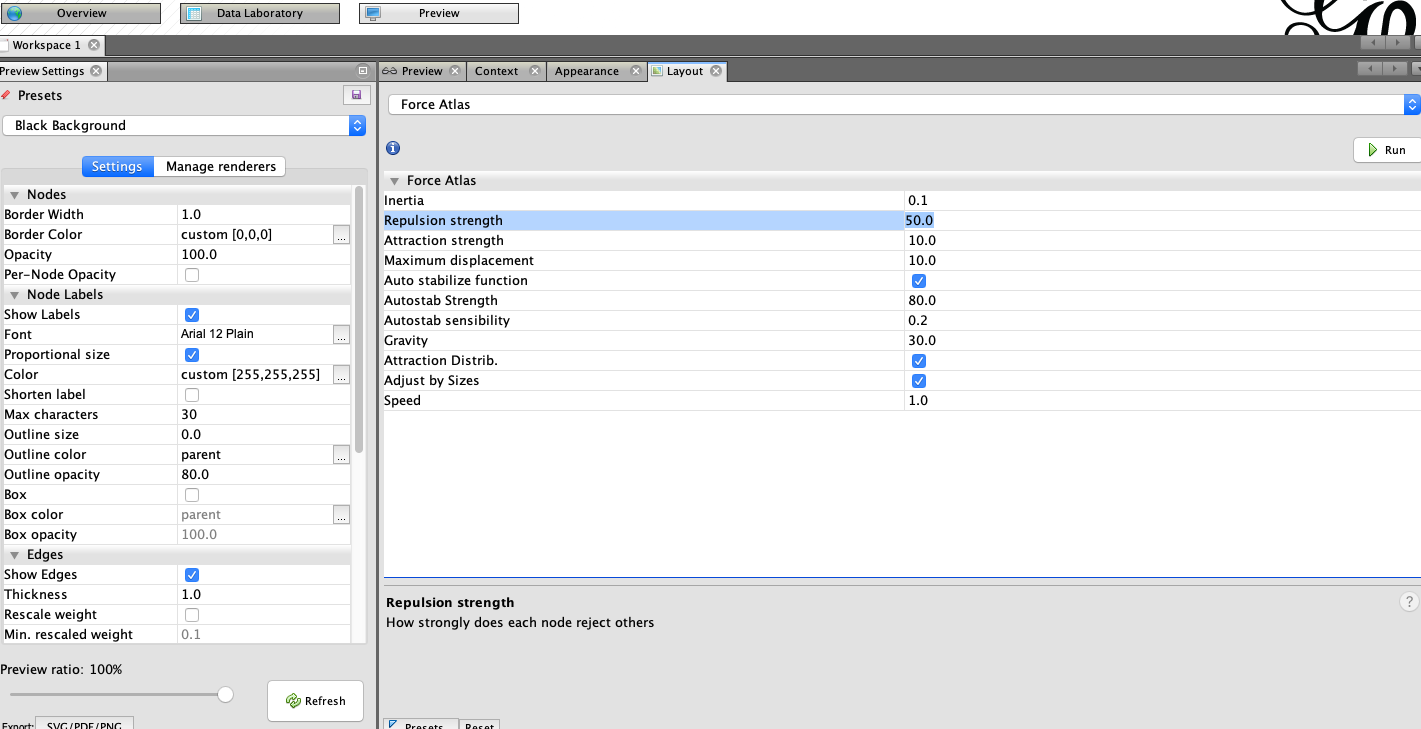 Overview
Data Laboratory
Preview
Workspace 1
Preview Settings
Presets
Black Background
Settings
Manage renderers
Nodes
Border Width 1.0
Border Color custom [0,0,0] ...
Opacity 100.0
Per-Node Opacity
Node Labels
Show Labels
Font Arial 12 Plain ...
Proportional size
Color custom [255,255,255] ...
Shorten label
Max characters 30
Outline size 0.0
Outline color parent ...
Outline opacity 80.0
Box
Box color parent ...
Box opacity 100.0
Edges
Show Edges
Thickness 1.0
Rescale weight
Min. rescaled weight 0.1
Preview ratio: 100%
Refresh
Export: SVG/PDF/PNG
Preview
Context
Appearance
Layout
Force Atlas
Run
Force Atlas
Inertia 0.1
Repulsion strength 50.0
Attraction strength 10.0
Maximum displacement 10.0
Auto stabilize function
Autostab Strength 80.0
Autostab sensibility 0.2
Gravity 30.0
Attraction Distrib.
Adjust by Sizes
Speed 1.0
Repulsion strength
?
How strongly does each node reject others
Presets...
Reset